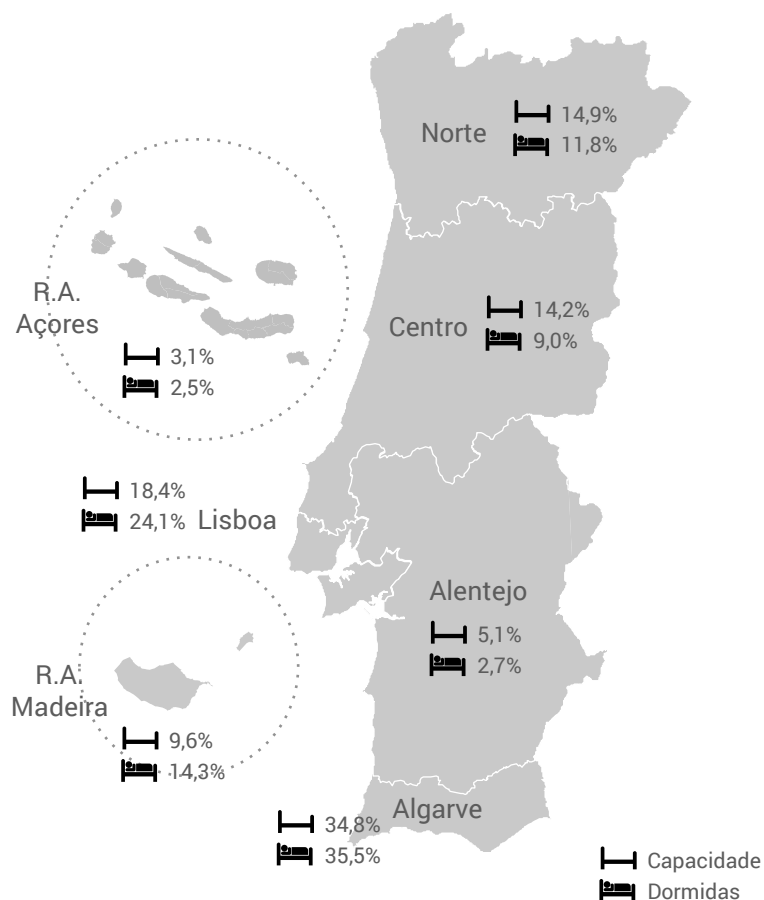 Norte
14,9%
11,8%
R.A.
Açores
3,1%
2,5%
Centro
14,2%
9,0%
18,4%
24,1%
Lisboa
Alentejo
5,1%
2,7%
R.A.
Madeira
9,6%
14,3%
Algarve
34,8%
35,5%
Capacidade
Dormidas